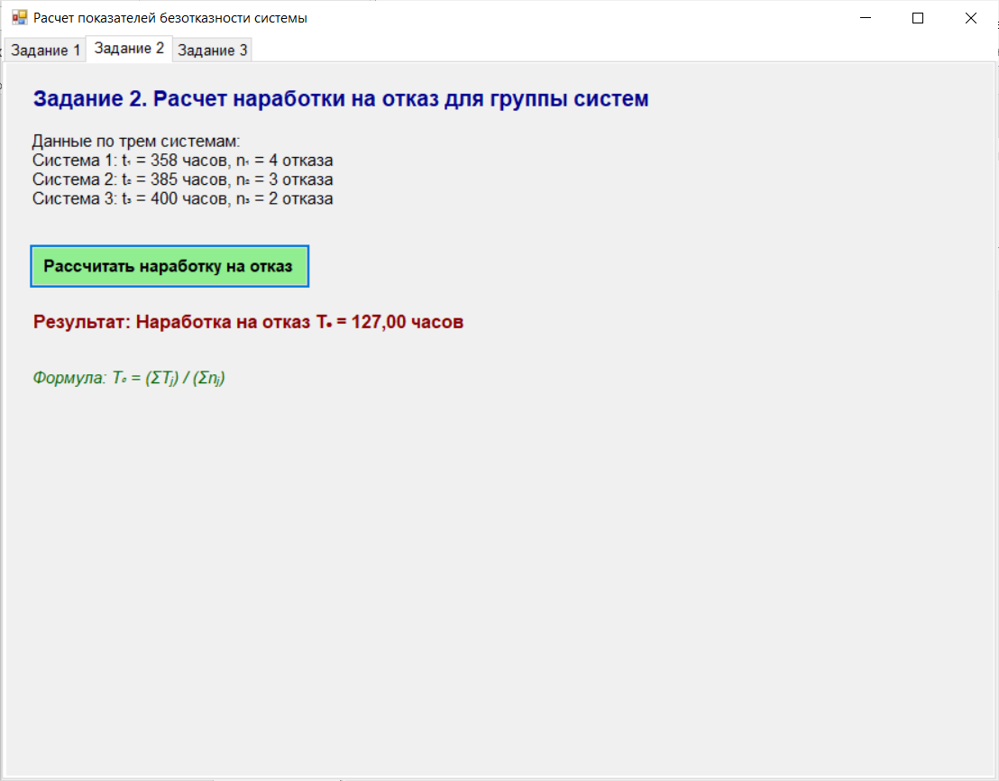 Расчет показателей безотказности системы
Задание 1 Задание 2 Задание 3
Задание 2. Расчет наработки на отказ для группы систем
Данные по трем системам:
Система 1: t₁ = 358 часов, n₁ = 4 отказа
Система 2: t₂ = 385 часов, n₂ = 3 отказа
Система 3: t₃ = 400 часов, n₃ = 2 отказа
Рассчитать наработку на отказ
Результат: Наработка на отказ T₀ = 127,00 часов
Формула: T₀ = (ΣTⱼ) / (Σnⱼ)